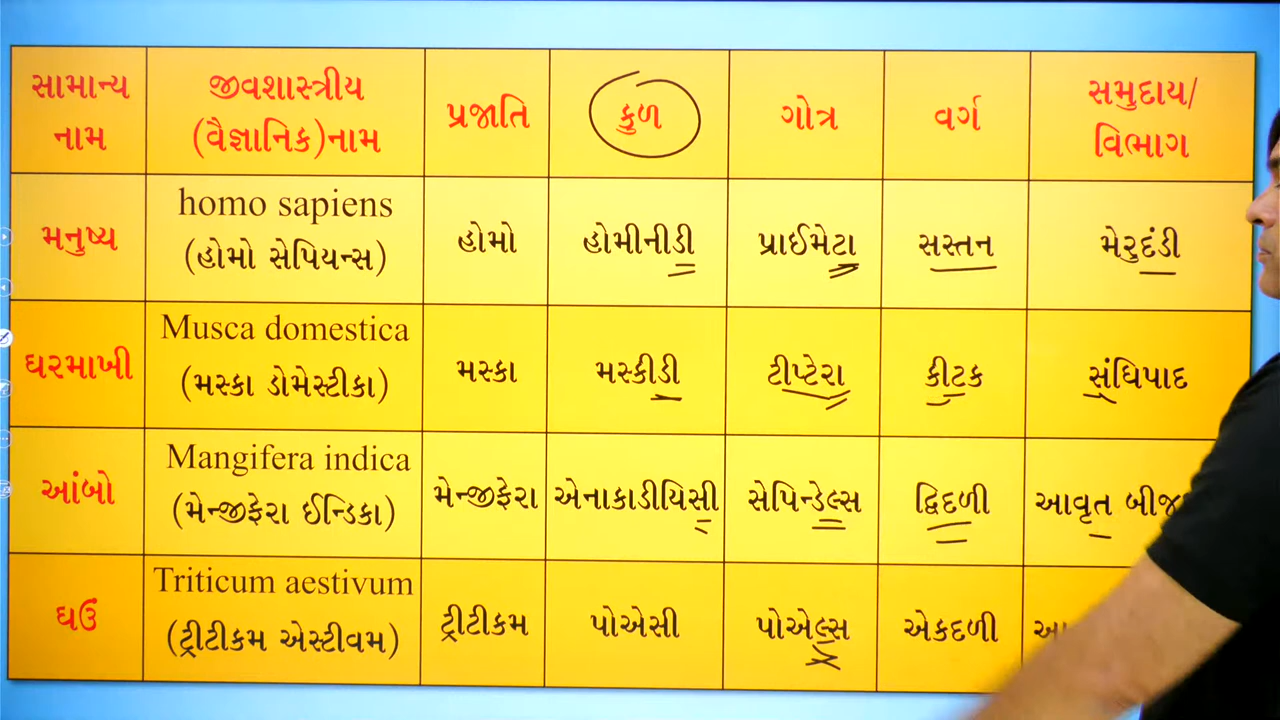 સામાન્ય નામ
જીવશાસ્ત્રીય (વૈજ્ઞાનિક)નામ
પ્રજાતિ
કુળ
ગોત્ર
વર્ગ
સમુદાય/ વિભાગ
મનુષ્ય
homo sapiens
(હોમો સેપિયન્સ)
હોમો
હોમીનીડી
પ્રાઈમેટા
સસ્તન
મેરુદંડી
ઘરમાખી
Musca domestica
(મસ્કા ડોમેસ્ટીકા)
મસ્કા
મસ્કીડી
ટીપ્ટેરા
કીટક
સંધિપાદ
આંબો
Mangifera indica
(મેન્જીફેરા ઈન્ડિકા)
મેન્જીફેરા
એનાકાડીયિસી
સેપિન્ડેલ્સ
દ્વિદળી
આવૃત
ઘઉં
Triticum aestivum
(ટ્રીટીકમ એસ્ટીવમ)
ટ્રીટીકમ
પોએસી
પોએલ્સ
એકદળી